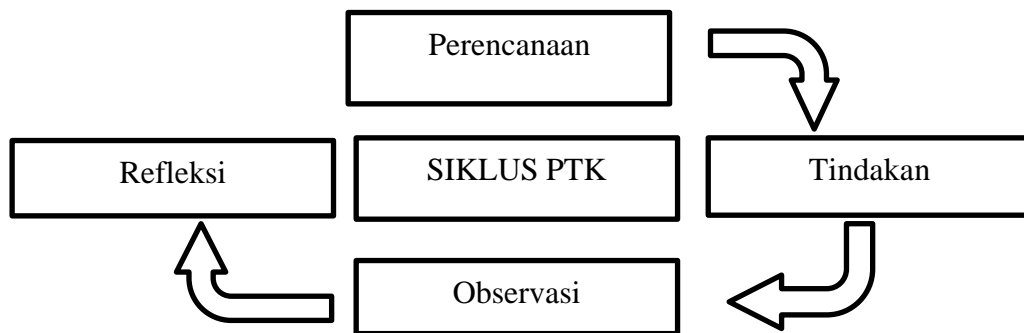 Perencanaan
Refleksi
SIKLUS PTK
Tindakan
Observasi